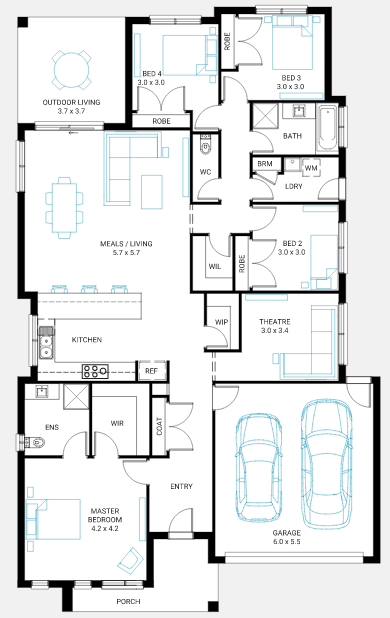 ROBE
BED 4
3.0 x 3.0
BED 3
3.0 x 3.0
OUTDOOR LIVING
3.7 x 3.7
ROBE
BATH
WC
BRM
WM
LDRY
MEALS / LIVING
5.7 x 5.7
BED 2
3.0 x 3.0
WIL
ROBE
WIP
THEATRE
3.0 x 3.4
KITCHEN
REF
ENS
WIR
COAT
ENTRY
MASTER
BEDROOM
4.2 x 4.2
GARAGE
6.0 x 5.5
PORCH